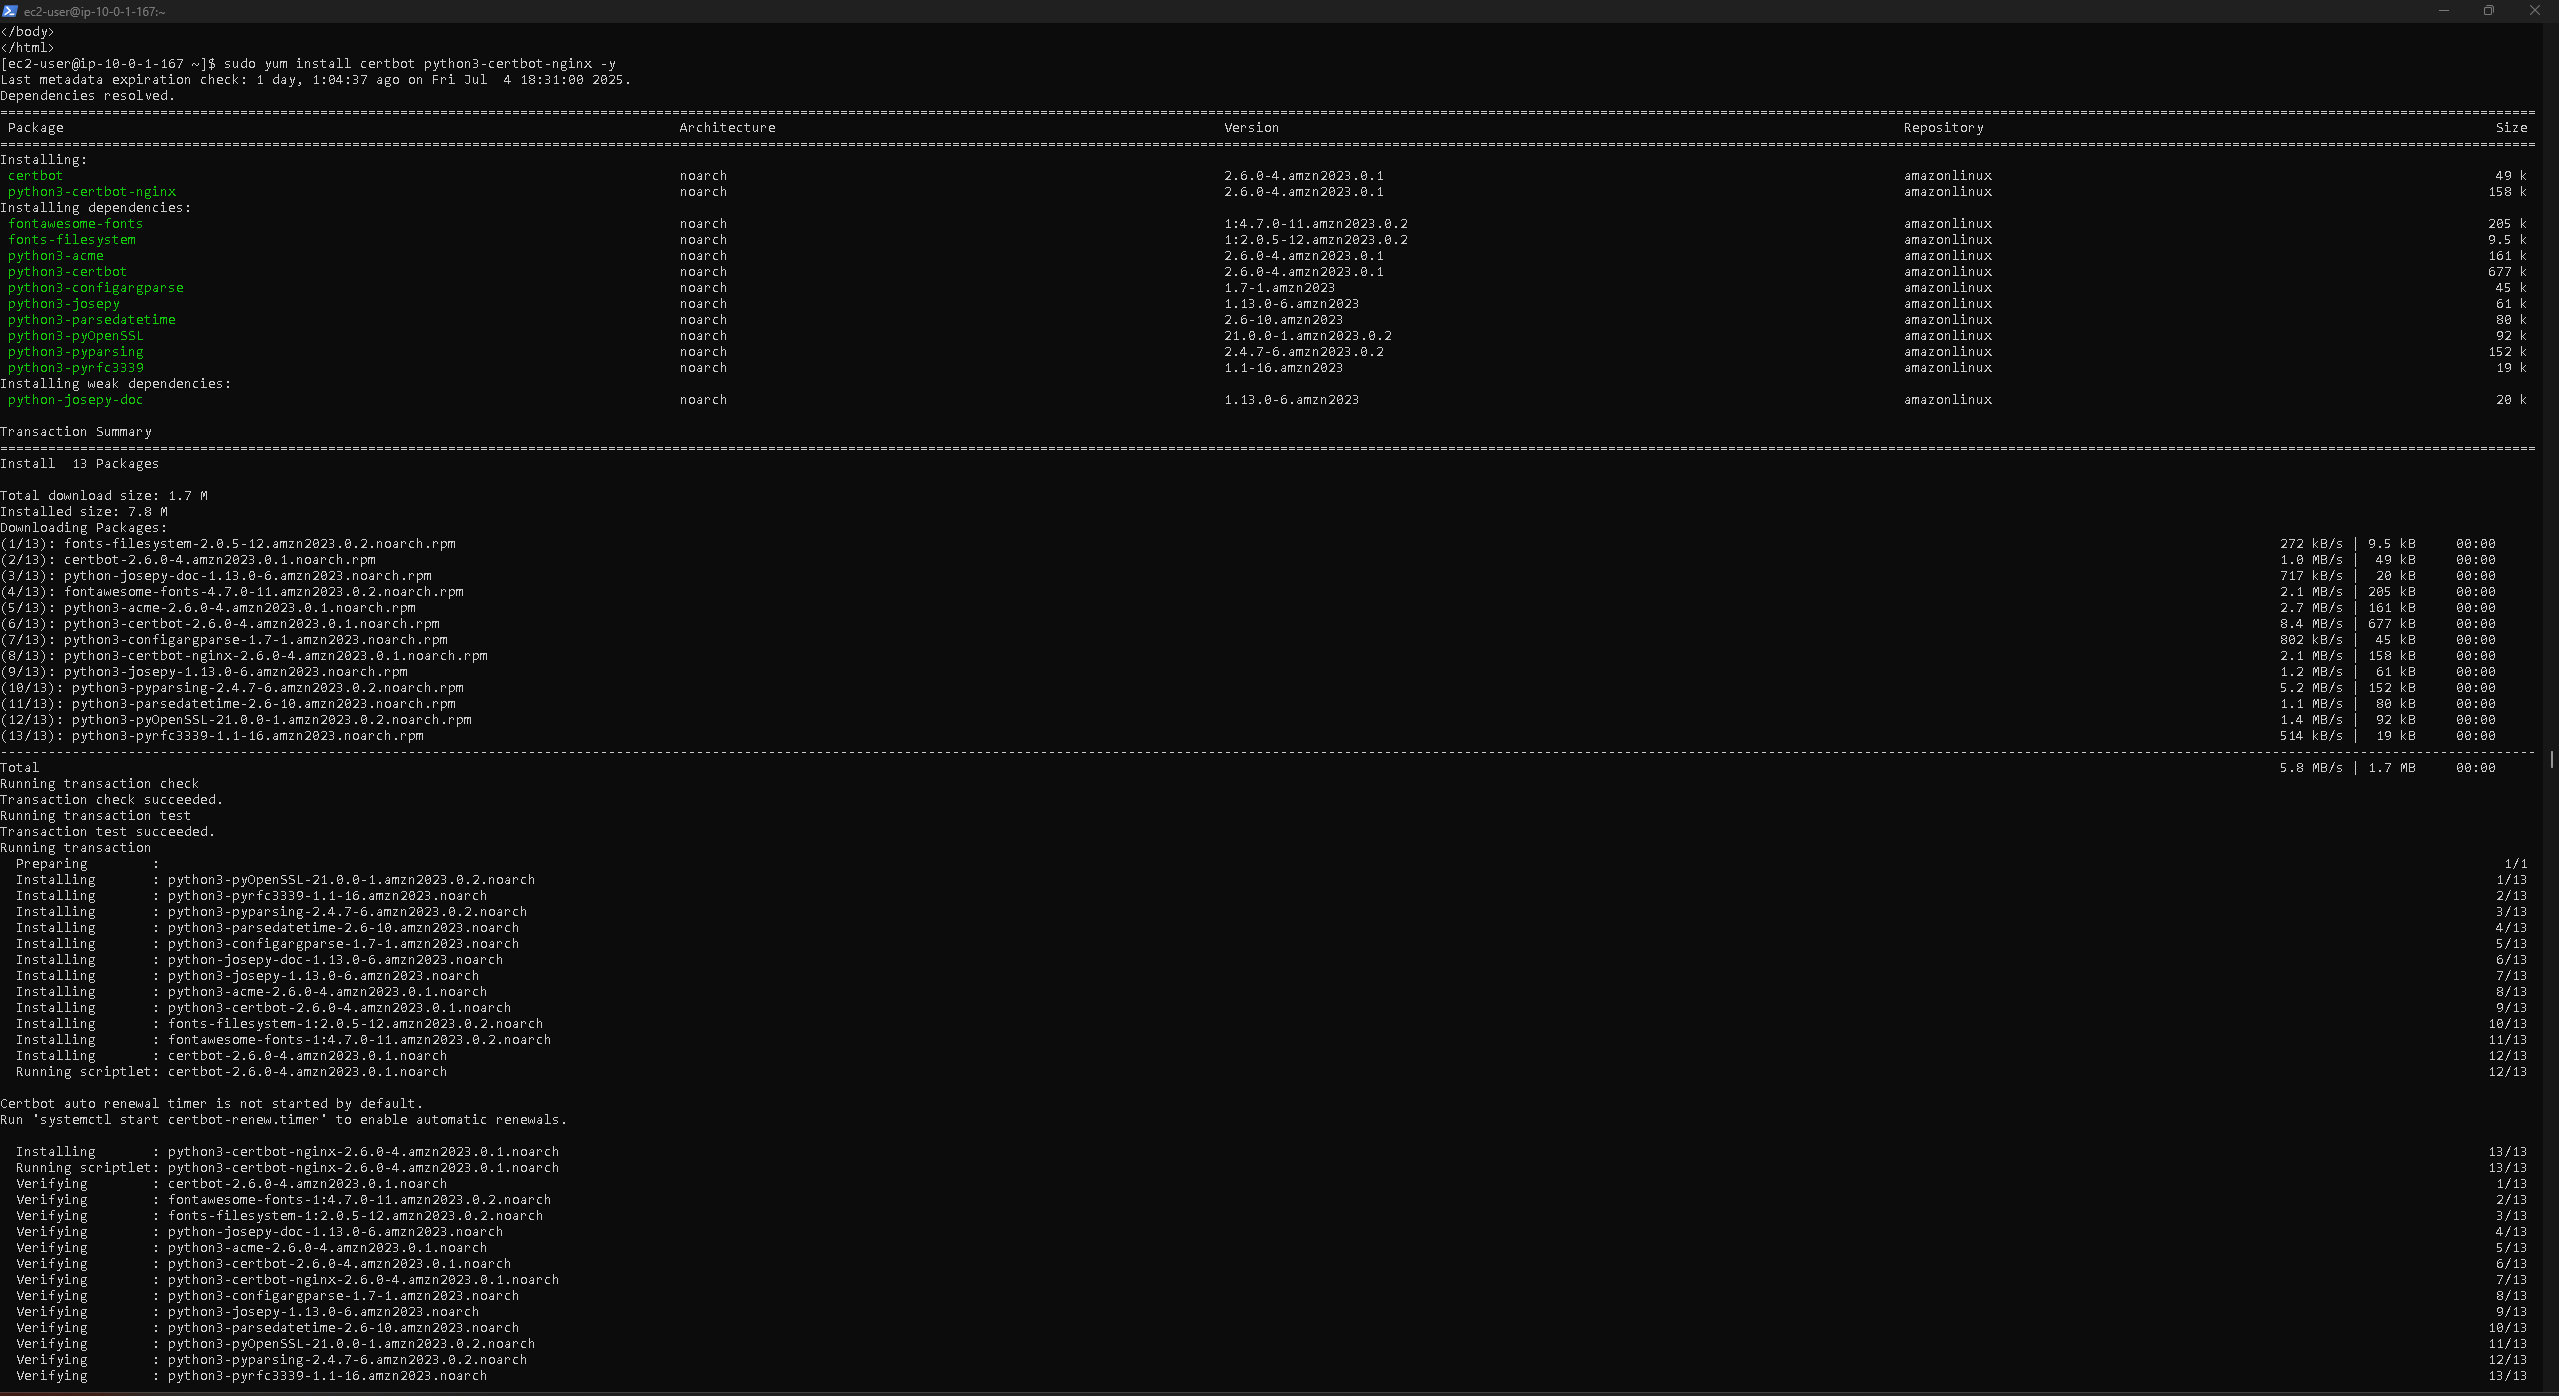 ec2-user@ip-10-0-1-167:~
</body>
</html>
[ec2-user@ip-10-0-1-167 ~]$ sudo yum install certbot python3-certbot-nginx -y
Last metadata expiration check: 1 day, 1:04:37 ago on Fri Jul  4 18:31:00 2025.
Dependencies resolved.
Package Architecture Version Repository Size
Installing:
certbot noarch 2.6.0-4.amzn2023.0.1 amazonlinux 49 k
python3-certbot-nginx noarch 2.6.0-4.amzn2023.0.1 amazonlinux 158 k
Installing dependencies:
fontawesome-fonts noarch 1:4.7.0-11.amzn2023.0.2 amazonlinux 205 k
fonts-filesystem noarch 1:2.0.5-12.amzn2023.0.2 amazonlinux 9.5 k
python3-acme noarch 2.6.0-4.amzn2023.0.1 amazonlinux 161 k
python3-certbot noarch 2.6.0-4.amzn2023.0.1 amazonlinux 677 k
python3-configargparse noarch 1.7-1.amzn2023 amazonlinux 45 k
python3-josepy noarch 1.13.0-6.amzn2023 amazonlinux 61 k
python3-parsedatetime noarch 2.6-10.amzn2023 amazonlinux 80 k
python3-pyOpenSSL noarch 21.0.0-1.amzn2023.0.2 amazonlinux 92 k
python3-pyparsing noarch 2.4.7-6.amzn2023.0.2 amazonlinux 152 k
python3-pyrfc3339 noarch 1.1-16.amzn2023 amazonlinux 19 k
Installing weak dependencies:
python-josepy-doc noarch 1.13.0-6.amzn2023 amazonlinux 20 k
Transaction Summary
Install  13 Packages
Total download size: 1.7 M
Installed size: 7.8 M
Downloading Packages:
(1/13): fonts-filesystem-2.0.5-12.amzn2023.0.2.noarch.rpm 272 kB/s | 9.5 kB 00:00
(2/13): certbot-2.6.0-4.amzn2023.0.1.noarch.rpm 1.0 MB/s | 49 kB 00:00
(3/13): python-josepy-doc-1.13.0-6.amzn2023.noarch.rpm 717 kB/s | 20 kB 00:00
(4/13): fontawesome-fonts-4.7.0-11.amzn2023.0.2.noarch.rpm 2.1 MB/s | 205 kB 00:00
(5/13): python3-acme-2.6.0-4.amzn2023.0.1.noarch.rpm 2.7 MB/s | 161 kB 00:00
(6/13): python3-certbot-2.6.0-4.amzn2023.0.1.noarch.rpm 8.4 MB/s | 677 kB 00:00
(7/13): python3-configargparse-1.7-1.amzn2023.noarch.rpm 802 kB/s | 45 kB 00:00
(8/13): python3-certbot-nginx-2.6.0-4.amzn2023.0.1.noarch.rpm 2.1 MB/s | 158 kB 00:00
(9/13): python3-josepy-1.13.0-6.amzn2023.noarch.rpm 1.2 MB/s | 61 kB 00:00
(10/13): python3-pyparsing-2.4.7-6.amzn2023.0.2.noarch.rpm 5.2 MB/s | 152 kB 00:00
(11/13): python3-parsedatetime-2.6-10.amzn2023.noarch.rpm 1.1 MB/s | 80 kB 00:00
(12/13): python3-pyOpenSSL-21.0.0-1.amzn2023.0.2.noarch.rpm 1.4 MB/s | 92 kB 00:00
(13/13): python3-pyrfc3339-1.1-16.amzn2023.noarch.rpm 514 kB/s | 19 kB 00:00
Total 5.8 MB/s | 1.7 MB 00:00
Running transaction check
Transaction check succeeded.
Running transaction test
Transaction test succeeded.
Running transaction
Preparing : 1/1
Installing : python3-pyOpenSSL-21.0.0-1.amzn2023.0.2.noarch 1/13
Installing : python3-pyrfc3339-1.1-16.amzn2023.noarch 2/13
Installing : python3-pyparsing-2.4.7-6.amzn2023.0.2.noarch 3/13
Installing : python3-parsedatetime-2.6-10.amzn2023.noarch 4/13
Installing : python3-configargparse-1.7-1.amzn2023.noarch 5/13
Installing : python-josepy-doc-1.13.0-6.amzn2023.noarch 6/13
Installing : python3-josepy-1.13.0-6.amzn2023.noarch 7/13
Installing : python3-acme-2.6.0-4.amzn2023.0.1.noarch 8/13
Installing : python3-certbot-2.6.0-4.amzn2023.0.1.noarch 9/13
Installing : fonts-filesystem-1:2.0.5-12.amzn2023.0.2.noarch 10/13
Installing : fontawesome-fonts-1:4.7.0-11.amzn2023.0.2.noarch 11/13
Installing : certbot-2.6.0-4.amzn2023.0.1.noarch 12/13
Running scriptlet: certbot-2.6.0-4.amzn2023.0.1.noarch 12/13
Certbot auto renewal timer is not started by default.
Run 'systemctl start certbot-renew.timer' to enable automatic renewals.
Installing : python3-certbot-nginx-2.6.0-4.amzn2023.0.1.noarch 13/13
Running scriptlet: python3-certbot-nginx-2.6.0-4.amzn2023.0.1.noarch 13/13
Verifying : certbot-2.6.0-4.amzn2023.0.1.noarch 1/13
Verifying : fontawesome-fonts-1:4.7.0-11.amzn2023.0.2.noarch 2/13
Verifying : fonts-filesystem-1:2.0.5-12.amzn2023.0.2.noarch 3/13
Verifying : python-josepy-doc-1.13.0-6.amzn2023.noarch 4/13
Verifying : python3-acme-2.6.0-4.amzn2023.0.1.noarch 5/13
Verifying : python3-certbot-2.6.0-4.amzn2023.0.1.noarch 6/13
Verifying : python3-certbot-nginx-2.6.0-4.amzn2023.0.1.noarch 7/13
Verifying : python3-configargparse-1.7-1.amzn2023.noarch 8/13
Verifying : python3-josepy-1.13.0-6.amzn2023.noarch 9/13
Verifying : python3-parsedatetime-2.6-10.amzn2023.noarch 10/13
Verifying : python3-pyOpenSSL-21.0.0-1.amzn2023.0.2.noarch 11/13
Verifying : python3-pyparsing-2.4.7-6.amzn2023.0.2.noarch 12/13
Verifying : python3-pyrfc3339-1.1-16.amzn2023.noarch 13/13